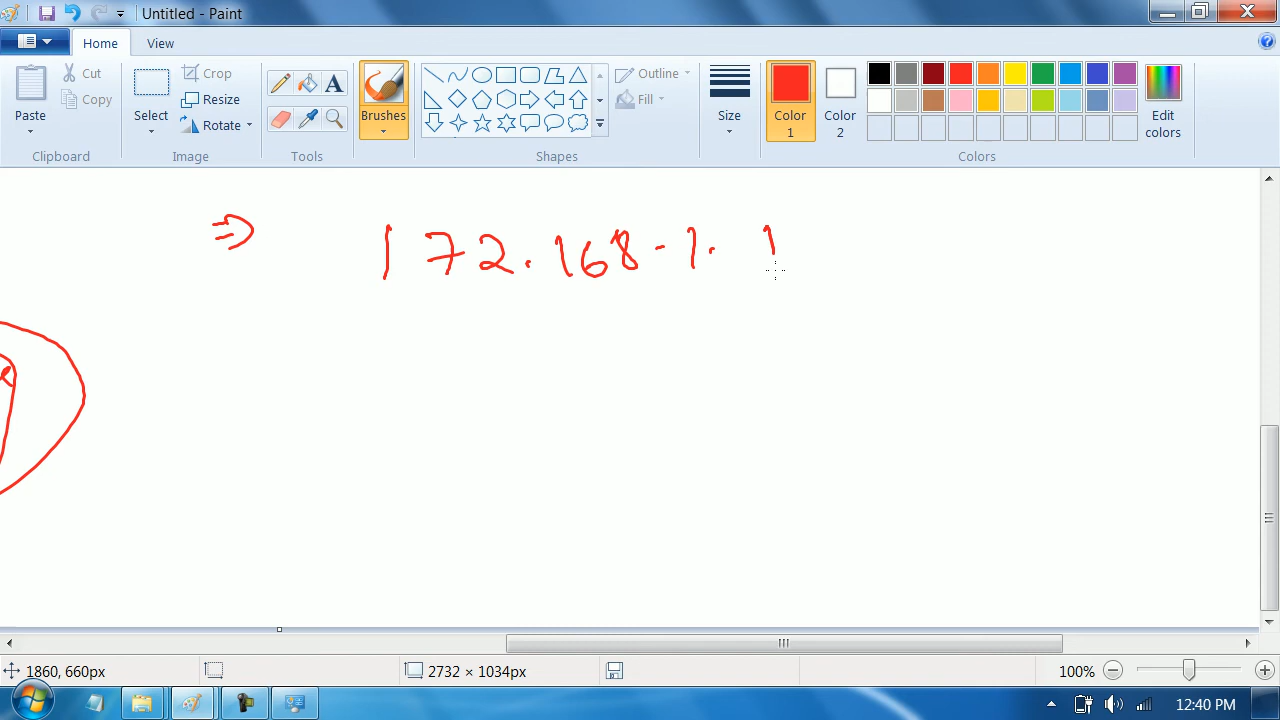 Untitled - Paint
Home View
Paste
Cut
Copy
Clipboard
Select
Crop
Resize
Rotate
Image
A
Tools
Brushes
Outline
Fill
Shapes
Size
Color 1
Color 2
Edit colors
Colors
⇒ 172.168.1.1
1860, 660px
2732 × 1034px
100%
12:40 PM